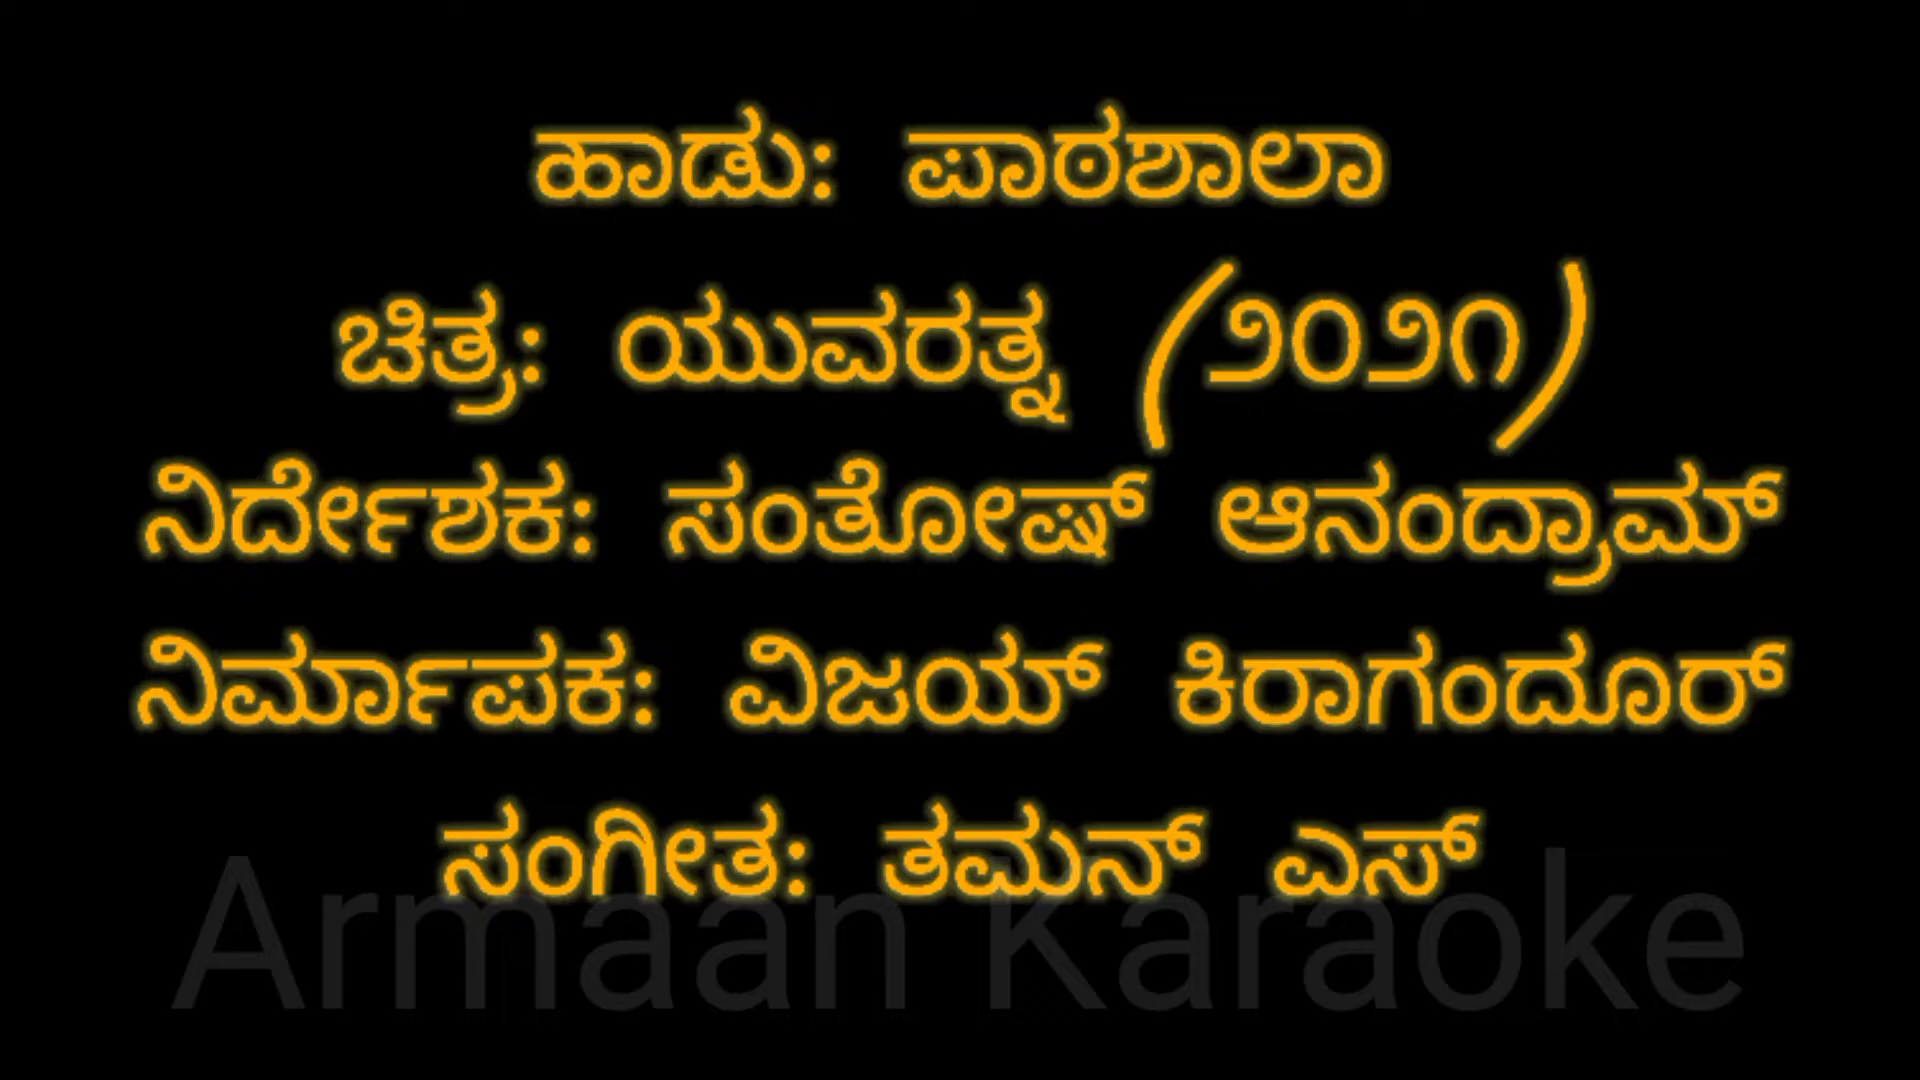 ಹಾಡು: ಪಾಠಶಾಲಾ
ಚಿತ್ರ: ಯುವರತ್ನ (೨೦೨೧)
ನಿರ್ದೇಶಕ: ಸಂತೋಷ್ ಆನಂದ್ರಾಮ್
ನಿರ್ಮಾಪಕ: ವಿಜಯ್ ಕಿರಾಗಂದೂರ್
ಸಂಗೀತ: ತಮನ್ ಎಸ್
Armaan Karaoke